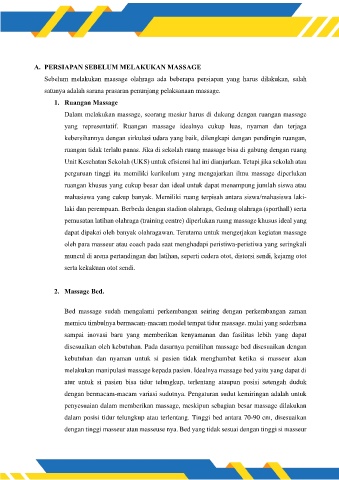 A. PERSIAPAN SEBELUM MELAKUKAN MASSAGE
Sebelum melakukan massage olahraga ada beberapa persiapan yang harus dilakukan, salah
satunya adalah sarana prasaran penunjang pelaksanaan massage.
1. Ruangan Massage
Dalam melakukan massage, seorang masiur harus di dukung dengan ruangan massage
yang representatif. Ruangan massage idealnya cukup luas, nyaman dan terjaga
kebersihannya dengan sirkulasi udara yang baik, dilengkapi dengan pendingin ruangan,
ruangan tidak terlalu panas. Jika di sekolah ruang massage bisa di gabung dengan ruang
Unit Kesehatan Sekolah (UKS) untuk efisiensi hal ini dianjurkan. Tetapi jika sekolah atau
perguruan tinggi itu memiliki kurikulum yang mengajarkan ilmu massage diperlukan
ruangan khusus yang cukup besar dan ideal untuk dapat menampung jumlah siswa atau
mahasiswa yang cukup banyak. Memiliki ruang terpisah antara siswa/mahasiswa laki-
laki dan perempuan. Berbeda dengan stadion olahraga, Gedung olahraga (sporthall) serta
pemusatan latihan olahraga (training centre) diperlukan ruang massage khusus ideal yang
dapat dipakai oleh banyak olahragawan. Terutama untuk mengerjakan kegiatan massage
oleh para masseur atau coach pada saat menghadapi peristiwa-peristiwa yang seringkali
muncul di arena pertandingan dan latihan, seperti cedera otot, distorsi sendi, kejang otot
serta kekakuan otot sendi.
2. Massage Bed.
Bed massage sudah mengalami perkembangan seiring dengan perkembangan zaman
memicu timbulnya bermacam-macam model tempat tidur massage. mulai yang sederhana
sampai inovasi baru yang memberikan kenyamanan dan fasilitas lebih yang dapat
disesuaikan oleh kebutuhan. Pada dasarnya pemilihan massage bed disesuaikan dengan
kebutuhan dan nyaman untuk si pasien tidak menghambat ketika si masseur akan
melakukan manipulasi massage kepada pasien. Idealnya massage bed yaitu yang dapat di
atur untuk si pasien bisa tidur telungkup, terlentang ataupun posisi setengah duduk
dengan bermacam-macam variasi sudutnya. Pengaturan sudut kemiringan adalah untuk
penyesuaian dalam memberikan massage, meskipun sebagian besar massage dilakukan
dalam posisi tidur telungkup atau terlentang. Tinggi bed antara 70-90 cm, disesuaikan
dengan tinggi masseur atau masseuse nya. Bed yang tidak sesuai dengan tinggi si masseur